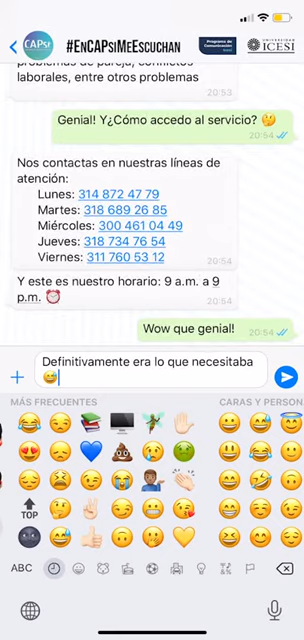 CAPsi
#EnCAPsiMeEscuchan
Programa de
Comunicación
UNIVERSIDAD
ICESI
problemas de pareja, conflictos
laborales, entre otros problemas
20:53
Genial! Y¿Cómo accedo al servicio? 🤔
20:54
Nos contactas en nuestras líneas de
atención:
Lunes: 314 872 47 79
Martes: 318 689 26 85
Miércoles: 300 461 04 49
Jueves: 318 734 76 54
Viernes: 311 760 53 12
20:54
Y este es nuestro horario: 9 a.m. a 9
p.m. ⏰
20:54
Wow que genial!
20:54
Definitivamente era lo que necesitaba
😅
MÁS FRECUENTES
CARAS Y PERSON
TOP
ABC